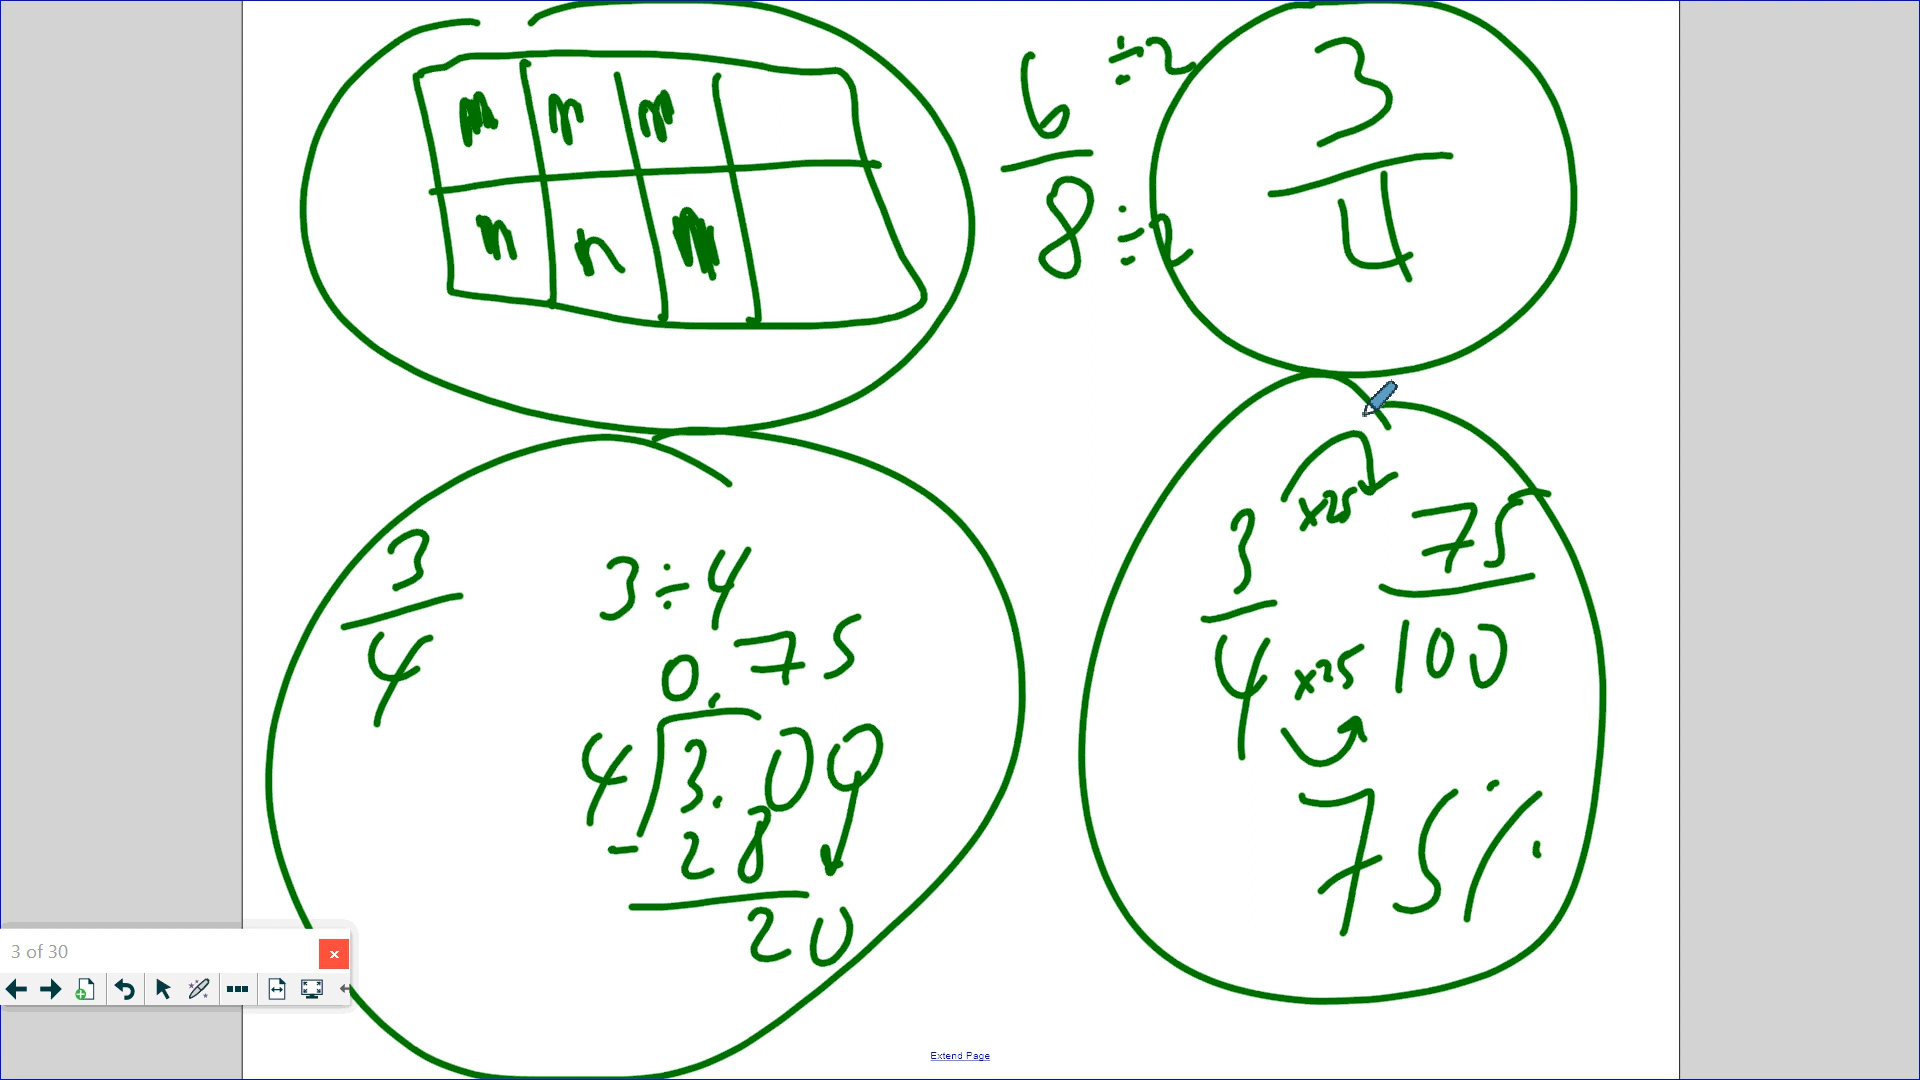 m n m
n n m
6 ÷2
8 ÷2
3
4
3
4
3÷4
0.75
4 3.00
- 28
20
3 x25 75
4 x25 100
75%
3 of 30
x
Extend Page